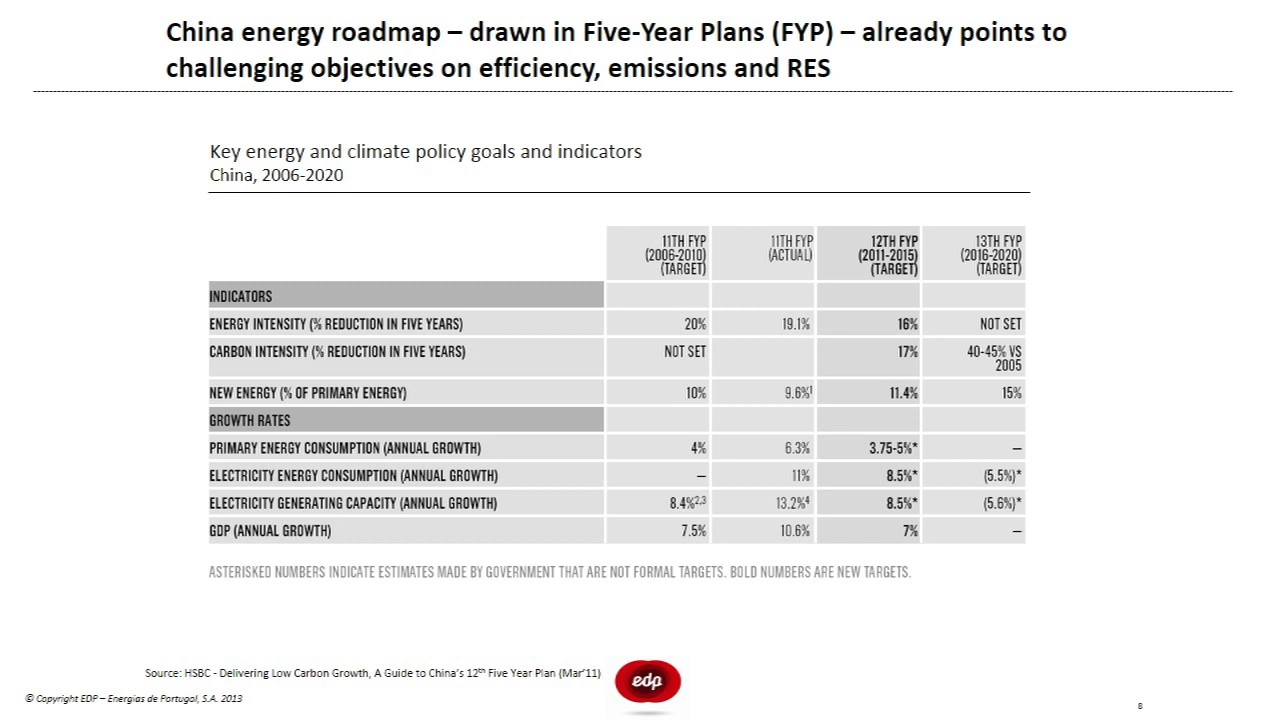 China energy roadmap – drawn in Five-Year Plans (FYP) – already points to
challenging objectives on efficiency, emissions and RES
Key energy and climate policy goals and indicators
China, 2006-2020
11TH FYP (2006-2010) (TARGET) 11TH FYP (ACTUAL) 12TH FYP (2011-2015) (TARGET) 13TH FYP (2016-2020) (TARGET)
INDICATORS
ENERGY INTENSITY (% REDUCTION IN FIVE YEARS) 20% 19.1% 16% NOT SET
CARBON INTENSITY (% REDUCTION IN FIVE YEARS) NOT SET 17% 40-45% VS 2005
NEW ENERGY (% OF PRIMARY ENERGY) 10% 9.6%¹ 11.4% 15%
GROWTH RATES
PRIMARY ENERGY CONSUMPTION (ANNUAL GROWTH) 4% 6.3% 3.75-5%* –
ELECTRICITY ENERGY CONSUMPTION (ANNUAL GROWTH) – 11% 8.5%* (5.5%)*
ELECTRICITY GENERATING CAPACITY (ANNUAL GROWTH) 8.4%²,³ 13.2%⁴ 8.5%* (5.6%)*
GDP (ANNUAL GROWTH) 7.5% 10.6% 7% –
ASTERISKED NUMBERS INDICATE ESTIMATES MADE BY GOVERNMENT THAT ARE NOT FORMAL TARGETS. BOLD NUMBERS ARE NEW TARGETS.
Source: HSBC - Delivering Low Carbon Growth, A Guide to China's 12th Five Year Plan (Mar'11)
edp
© Copyright EDP – Energias de Portugal, S.A. 2013
8